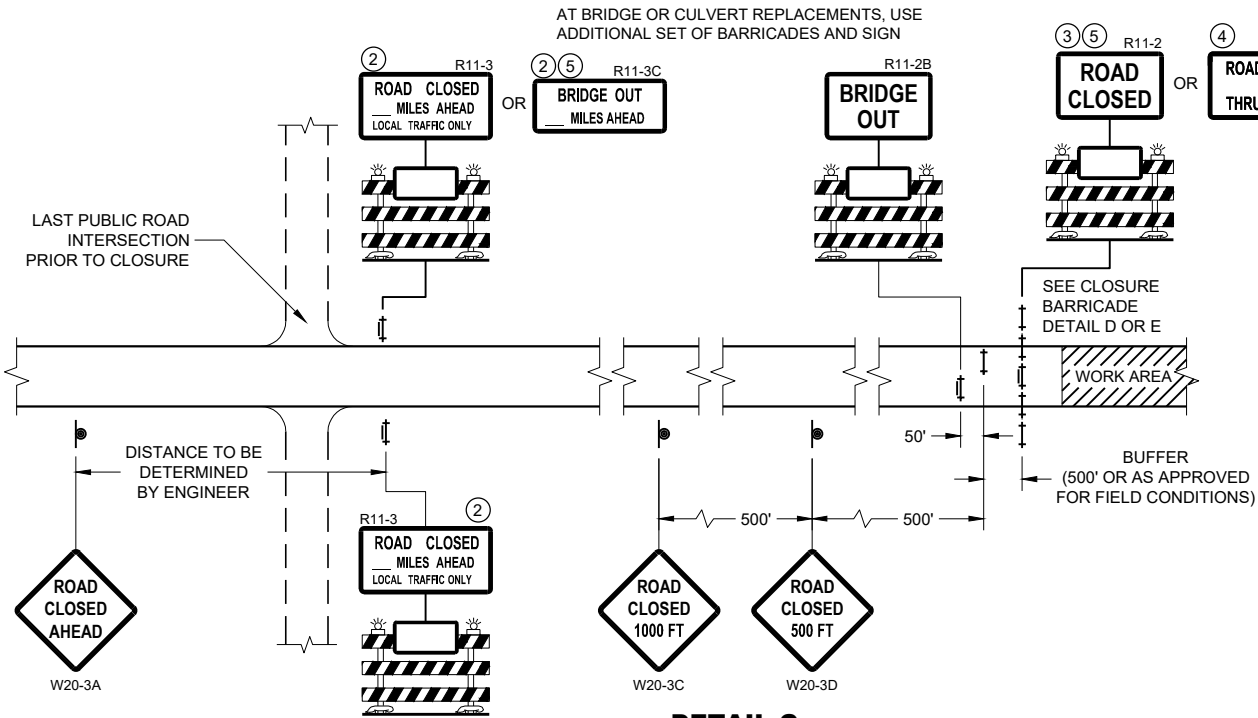 AT BRIDGE OR CULVERT REPLACEMENTS, USE
ADDITIONAL SET OF BARRICADES AND SIGN
2
R11-3
ROAD CLOSED
___ MILES AHEAD
LOCAL TRAFFIC ONLY
OR
2 5
R11-3C
BRIDGE OUT
___ MILES AHEAD
R11-2B
BRIDGE
OUT
3 5
R11-2
ROAD
CLOSED
OR
4
ROAD
THRU
LAST PUBLIC ROAD
INTERSECTION
PRIOR TO CLOSURE
SEE CLOSURE
BARRICADE
DETAIL D OR E
WORK AREA
DISTANCE TO BE
DETERMINED
BY ENGINEER
50'
BUFFER
(500' OR AS APPROVED
FOR FIELD CONDITIONS)
500'
500'
R11-3
2
ROAD CLOSED
___ MILES AHEAD
LOCAL TRAFFIC ONLY
ROAD
CLOSED
AHEAD
W20-3A
ROAD
CLOSED
1000 FT
W20-3C
ROAD
CLOSED
500 FT
W20-3D